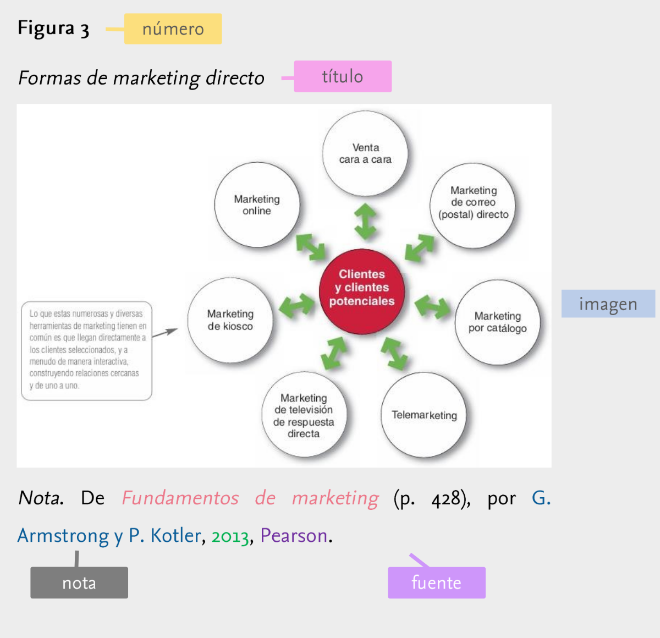 Figura 3
número
Formas de marketing directo
título
Venta
cara a cara
Marketing
online
Marketing
de correo
(postal) directo
Clientes
y clientes
potenciales
imagen
Lo que estas numerosas y diversas
herramientas de marketing tienen en
común es que llegan directamente a
los clientes seleccionados, y a
menudo de manera interactiva,
construyendo relaciones cercanas
y de uno a uno.
Marketing
de kiosco
Marketing
por catálogo
Marketing
de televisión
de respuesta
directa
Telemarketing
Nota. De Fundamentos de marketing (p. 428), por G.
Armstrong y P. Kotler, 2013, Pearson.
nota
fuente